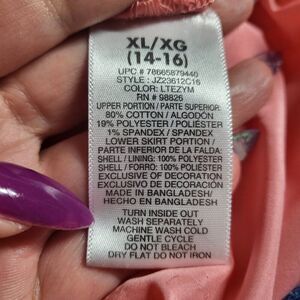 XL/XG
(14-16)
UPC # 78665879440
STYLE : JZ23612C16
COLOR: LTEZYM
RN # 98826
UPPER PORTION / PARTE SUPERIOR:
80% COTTON / ALGODÓN
19% POLYESTER / POLIÉSTER
1% SPANDEX / SPANDEX
LOWER SKIRT PORTION /
PARTE INFERIOR DE LA FALDA:
SHELL / LINING: 100% POLYESTER
SHELL / FORRO: 100% POLIÉSTER
EXCLUSIVE OF DECORATION
EXCLUSIVO DE DECORACIÓN
MADE IN BANGLADESH/
HECHO EN BANGLADESH
TURN INSIDE OUT
WASH SEPARATELY
MACHINE WASH COLD
GENTLE CYCLE
DO NOT BLEACH
DRY FLAT DO NOT IRON